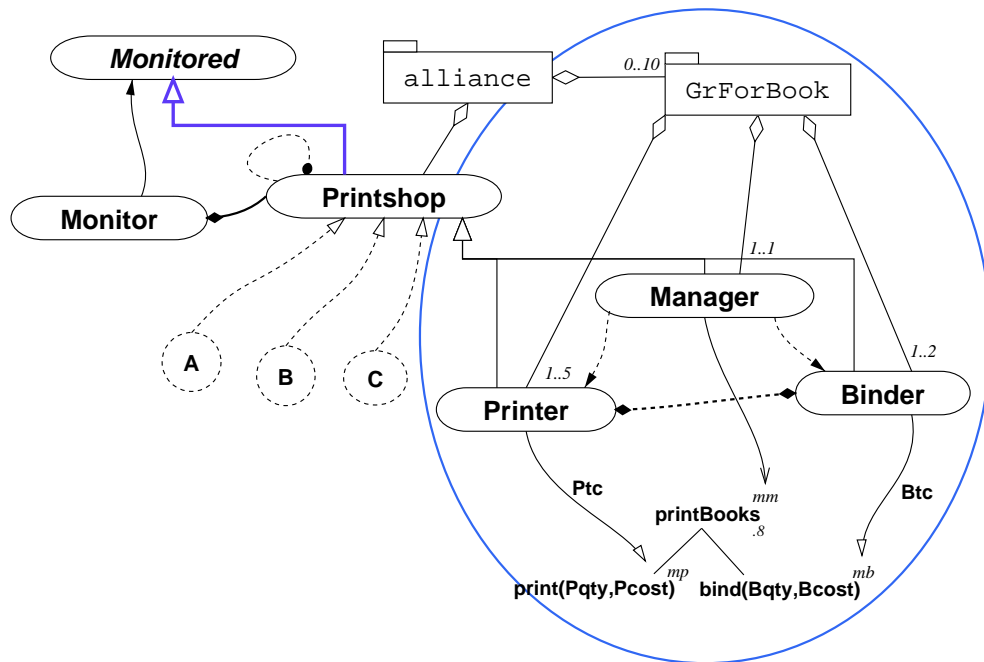 Monitored
alliance
0..10
GrForBook
Printshop
Monitor
1..1
Manager
A
B
C
1..5
1..2
Printer
Binder
Ptc
mm
Btc
printBooks
.8
mp
mb
print(Pqty,Pcost)
bind(Bqty,Bcost)